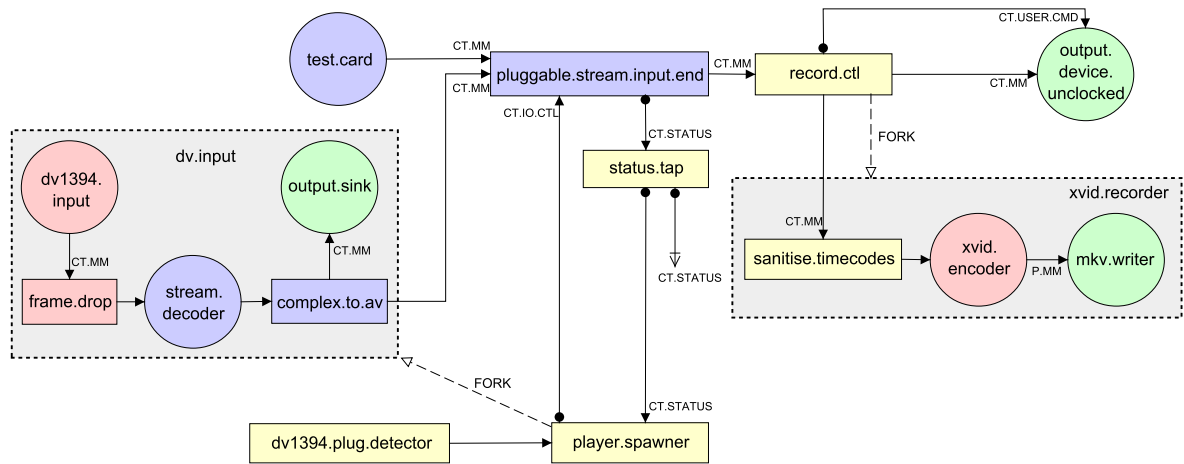 CT.USER.CMD
test.card
CT.MM
pluggable.stream.input.end
CT.MM
CT.MM
record.ctl
CT.MM
output.
device.
unclocked
CT.IO.CTL
CT.STATUS
FORK
dv.input
dv1394.
input
output.sink
status.tap
xvid.recorder
CT.MM
CT.MM
CT.MM
sanitise.timecodes
xvid.
encoder
P.MM
mkv.writer
CT.STATUS
frame.drop
stream.
decoder
complex.to.av
FORK
CT.STATUS
dv1394.plug.detector
player.spawner